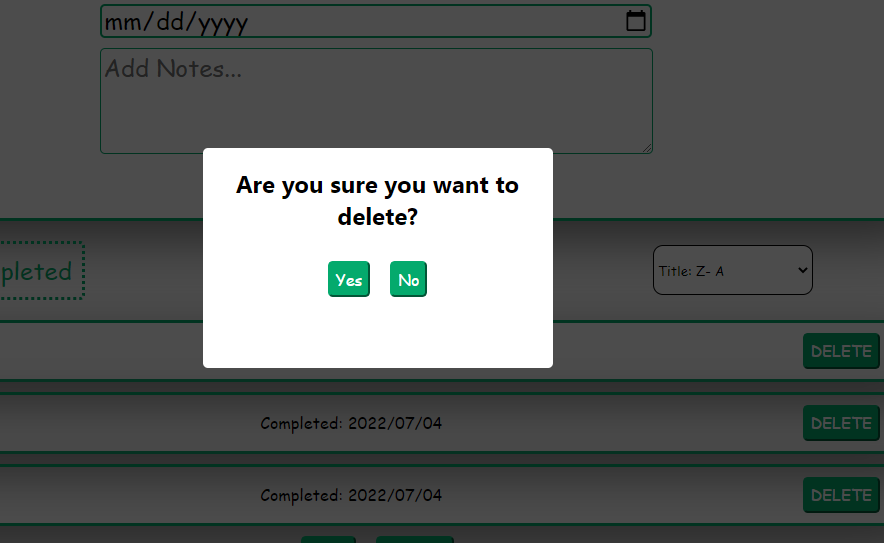 mm/dd/yyyy
Add Notes...
Are you sure you want to
delete?
Yes No
pleted
Title: Z- A
DELETE
Completed: 2022/07/04 DELETE
Completed: 2022/07/04 DELETE